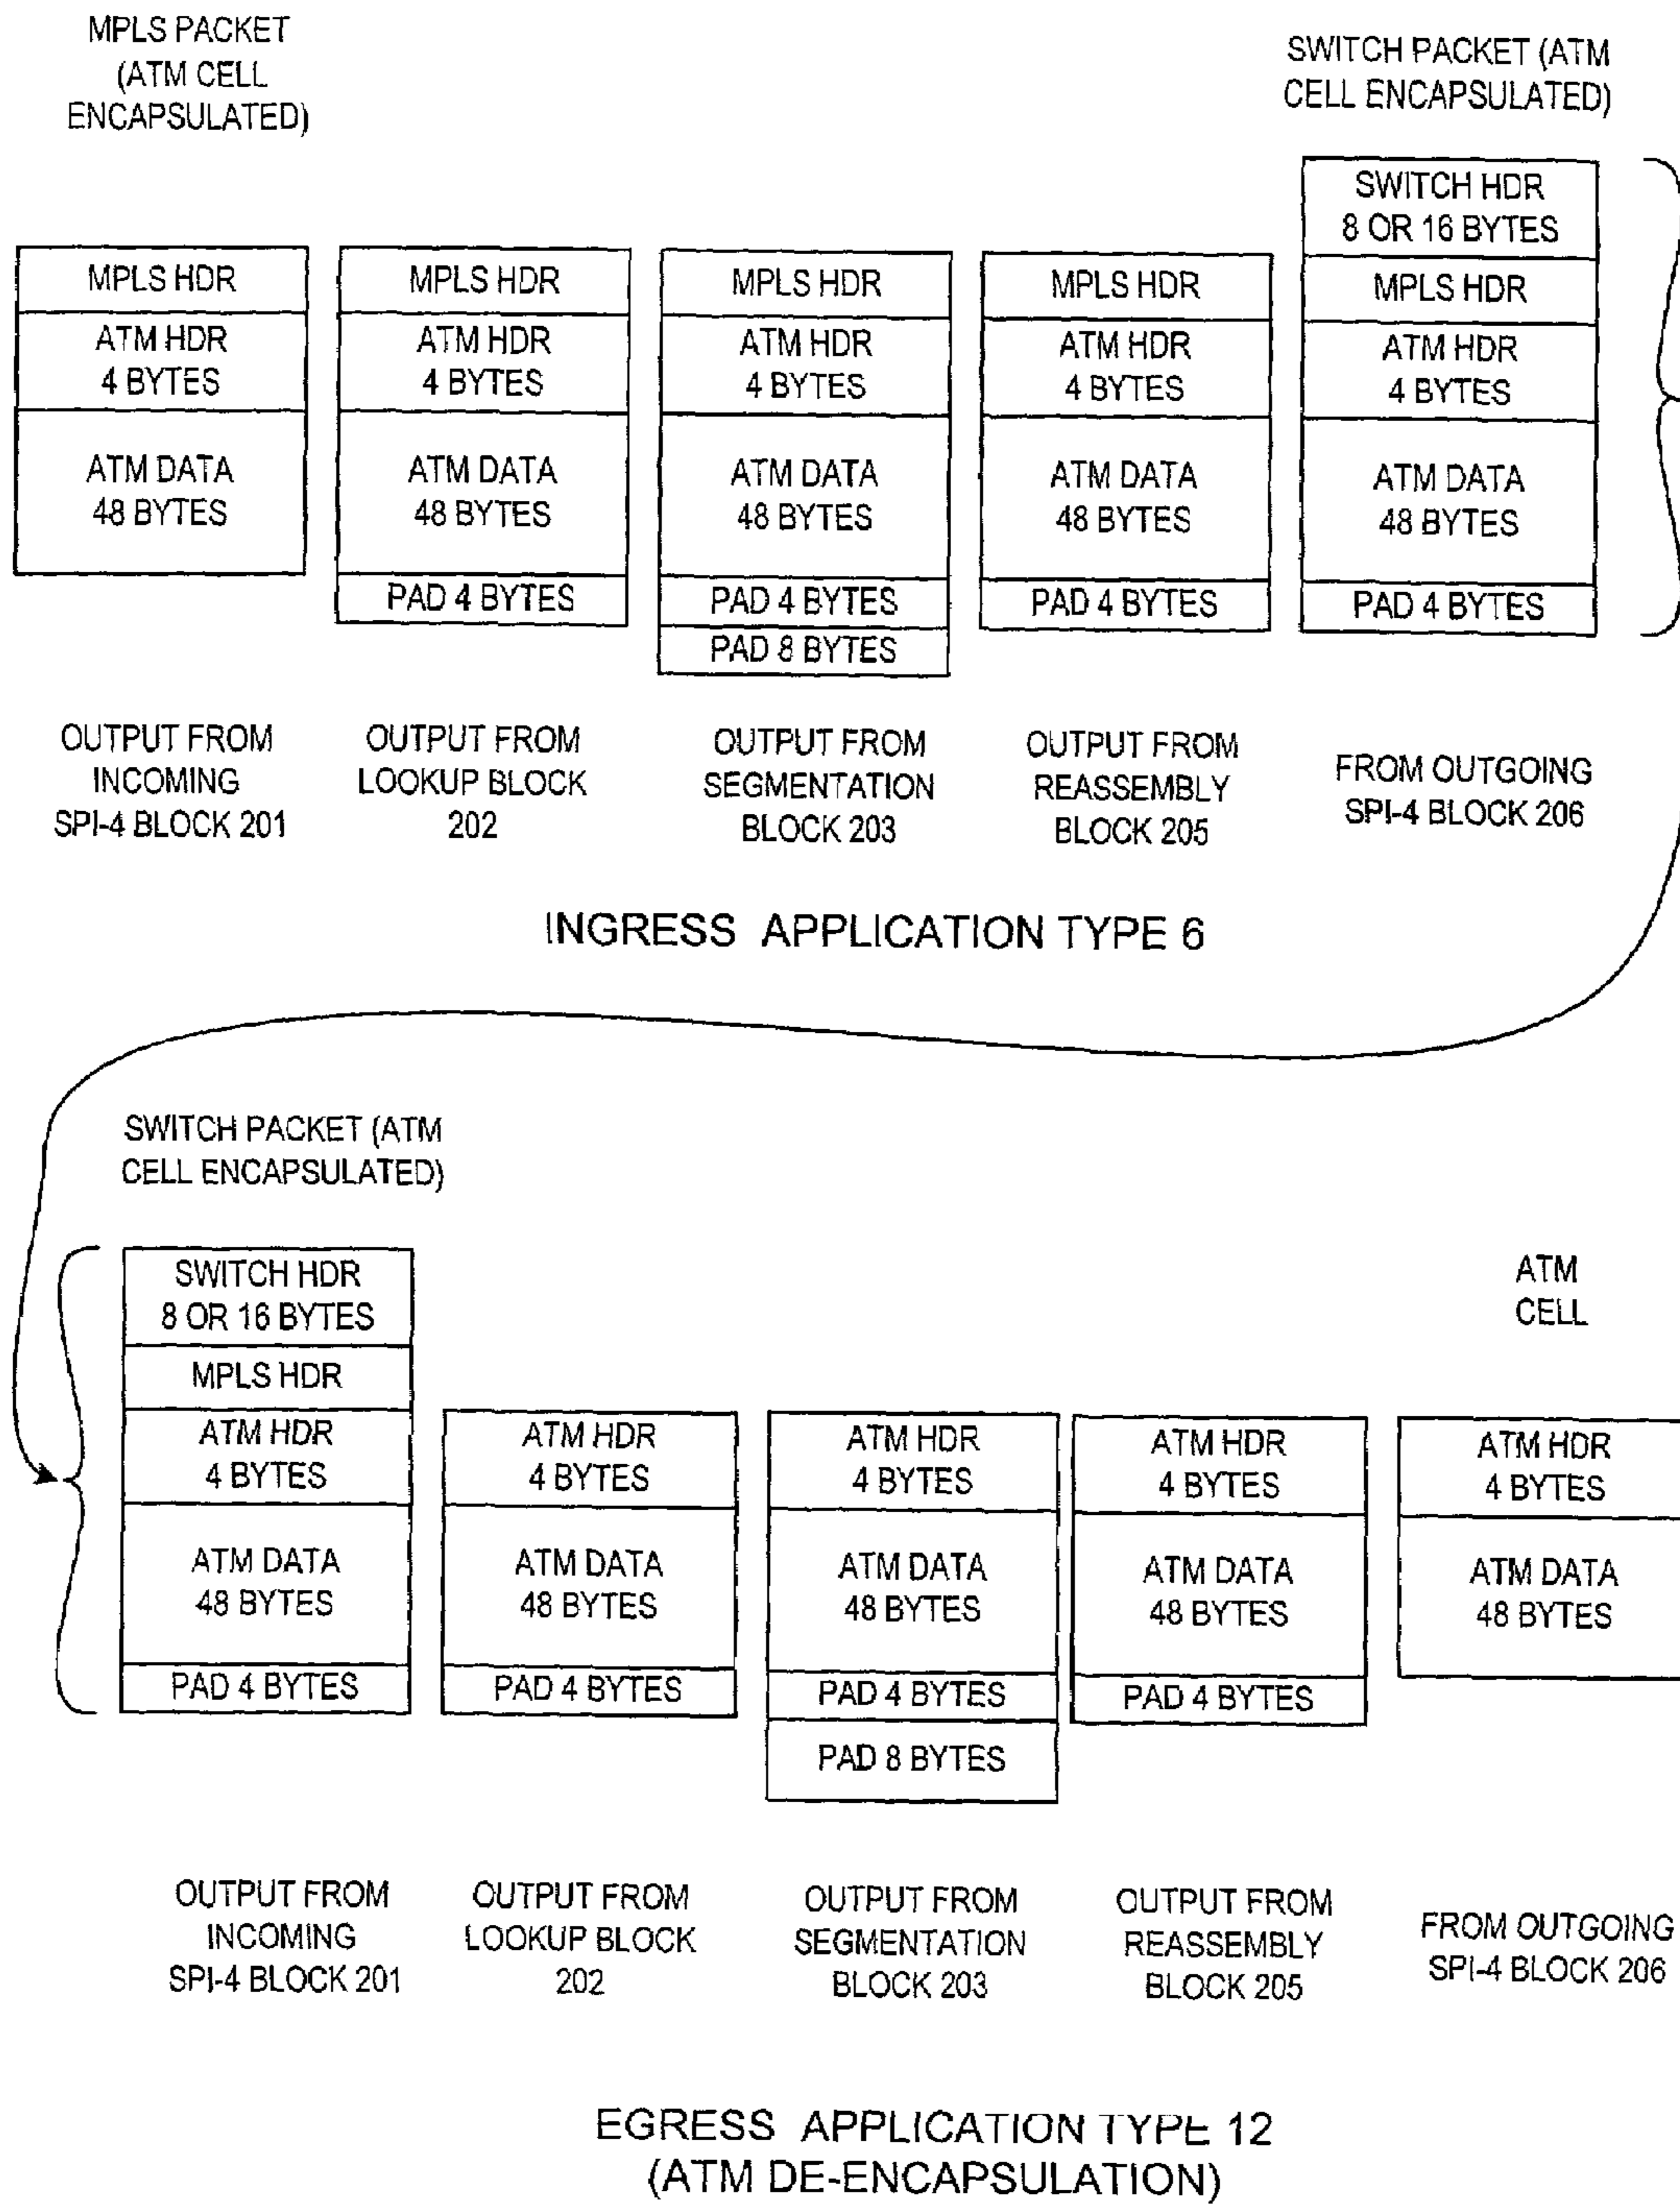 MPLS PACKET
(ATM CELL
ENCAPSULATED)
SWITCH PACKET (ATM
CELL ENCAPSULATED)
MPLS HDR
ATM HDR
4 BYTES
ATM DATA
48 BYTES
MPLS HDR
ATM HDR
4 BYTES
ATM DATA
48 BYTES
PAD 4 BYTES
MPLS HDR
ATM HDR
4 BYTES
ATM DATA
48 BYTES
PAD 4 BYTES
PAD 8 BYTES
MPLS HDR
ATM HDR
4 BYTES
ATM DATA
48 BYTES
PAD 4 BYTES
SWITCH HDR
8 OR 16 BYTES
MPLS HDR
ATM HDR
4 BYTES
ATM DATA
48 BYTES
PAD 4 BYTES
OUTPUT FROM
INCOMING
SPI-4 BLOCK 201
OUTPUT FROM
LOOKUP BLOCK
202
OUTPUT FROM
SEGMENTATION
BLOCK 203
OUTPUT FROM
REASSEMBLY
BLOCK 205
FROM OUTGOING
SPI-4 BLOCK 206
INGRESS APPLICATION TYPE 6
SWITCH PACKET (ATM
CELL ENCAPSULATED)
ATM
CELL
SWITCH HDR
8 OR 16 BYTES
MPLS HDR
ATM HDR
4 BYTES
ATM DATA
48 BYTES
PAD 4 BYTES
ATM HDR
4 BYTES
ATM DATA
48 BYTES
PAD 4 BYTES
ATM HDR
4 BYTES
ATM DATA
48 BYTES
PAD 4 BYTES
PAD 8 BYTES
ATM HDR
4 BYTES
ATM DATA
48 BYTES
PAD 4 BYTES
ATM HDR
4 BYTES
ATM DATA
48 BYTES
OUTPUT FROM
INCOMING
SPI-4 BLOCK 201
OUTPUT FROM
LOOKUP BLOCK
202
OUTPUT FROM
SEGMENTATION
BLOCK 203
OUTPUT FROM
REASSEMBLY
BLOCK 205
FROM OUTGOING
SPI-4 BLOCK 206
EGRESS APPLICATION TYPE 12
(ATM DE-ENCAPSULATION)